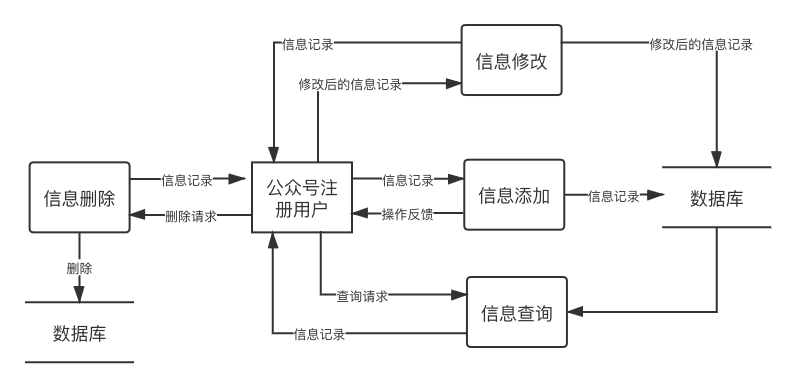 信息记录
信息修改
修改后的信息记录
修改后的信息记录
信息删除
信息记录
删除请求
公众号注
册用户
信息记录
操作反馈
信息添加
信息记录
数据库
删除
数据库
查询请求
信息记录
信息查询